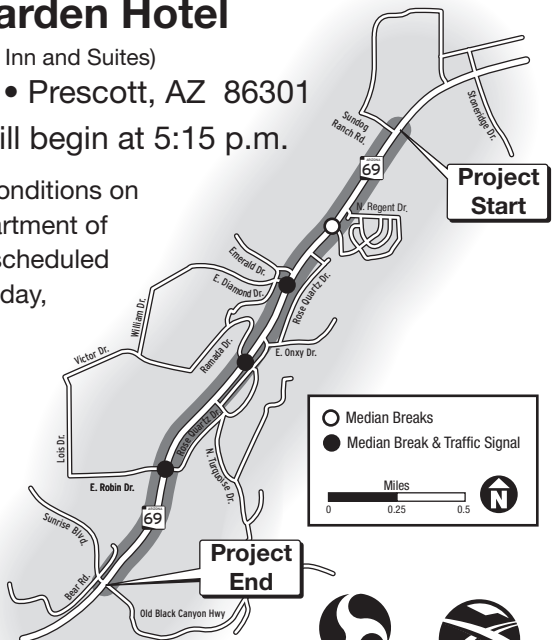 arden Hotel
Inn and Suites)
• Prescott, AZ 86301
ill begin at 5:15 p.m.
onditions on
artment of
scheduled
day,
Sundog
Ranch Rd.
Stoneridge Dr.
ARIZONA
69
Project
Start
N. Regent Dr.
Emerald Dr.
E. Diamond Dr.
Rose Quartz Dr.
William Dr.
Ramada Dr.
E. Onxy Dr.
Victor Dr.
Rose Quartz Dr.
Lois Dr.
N. Turquoise Dr.
E. Robin Dr.
Median Breaks
Median Break & Traffic Signal
Miles
0 0.25 0.5
N
ARIZONA
69
Sunrise Blvd.
Project
End
Bear Rd.
Old Black Canyon Hwy